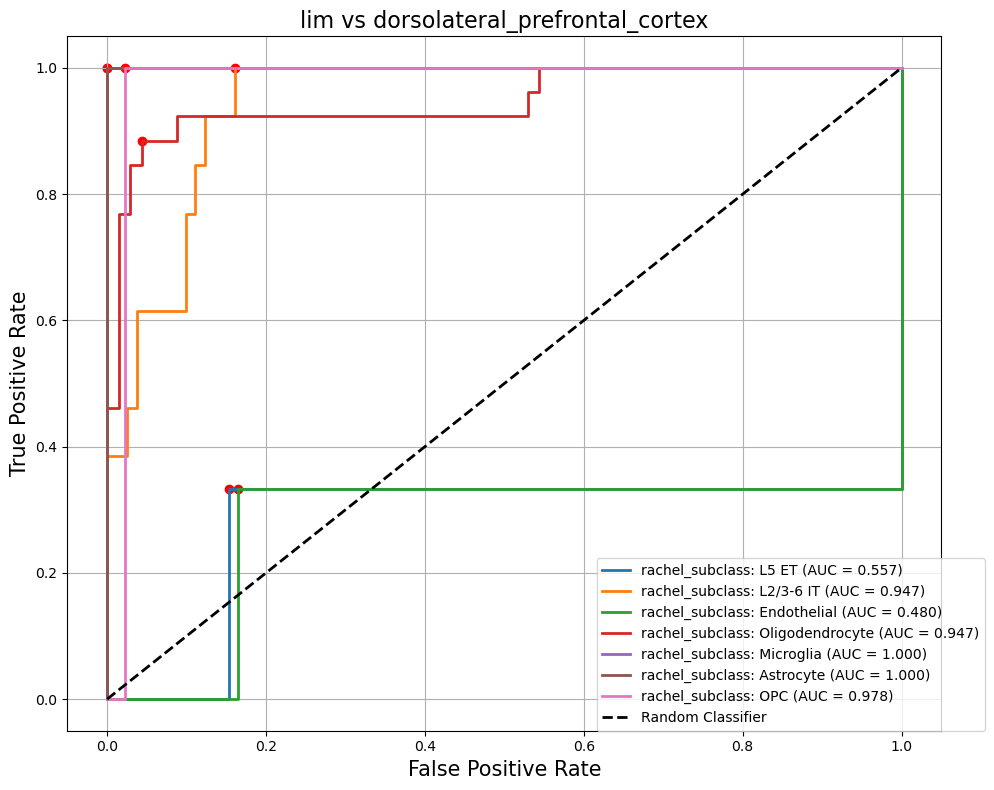 lim vs dorsolateral_prefrontal_cortex
True Positive Rate
1.0
0.8
0.6
0.4
0.2
0.0
rachel_subclass: L5 ET (AUC = 0.557)
rachel_subclass: L2/3-6 IT (AUC = 0.947)
rachel_subclass: Endothelial (AUC = 0.480)
rachel_subclass: Oligodendrocyte (AUC = 0.947)
rachel_subclass: Microglia (AUC = 1.000)
rachel_subclass: Astrocyte (AUC = 1.000)
rachel_subclass: OPC (AUC = 0.978)
Random Classifier
0.0 0.2 0.4 0.6 0.8 1.0
False Positive Rate